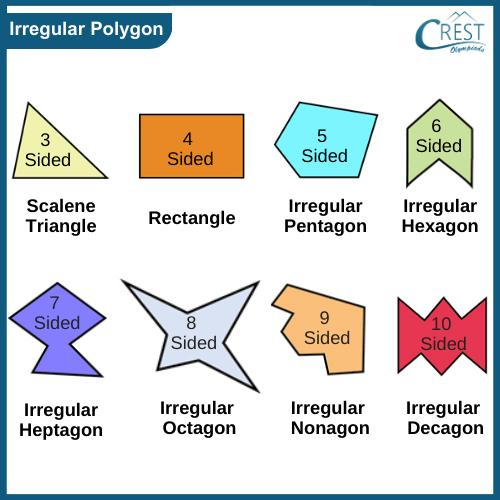 Irregular Polygon
CREST
Olympiads
3
Sided
4
Sided
5
Sided
6
Sided
Scalene
Triangle
Rectangle
Irregular
Pentagon
Irregular
Hexagon
7
Sided
8
Sided
9
Sided
10
Sided
Irregular
Heptagon
Irregular
Octagon
Irregular
Nonagon
Irregular
Decagon